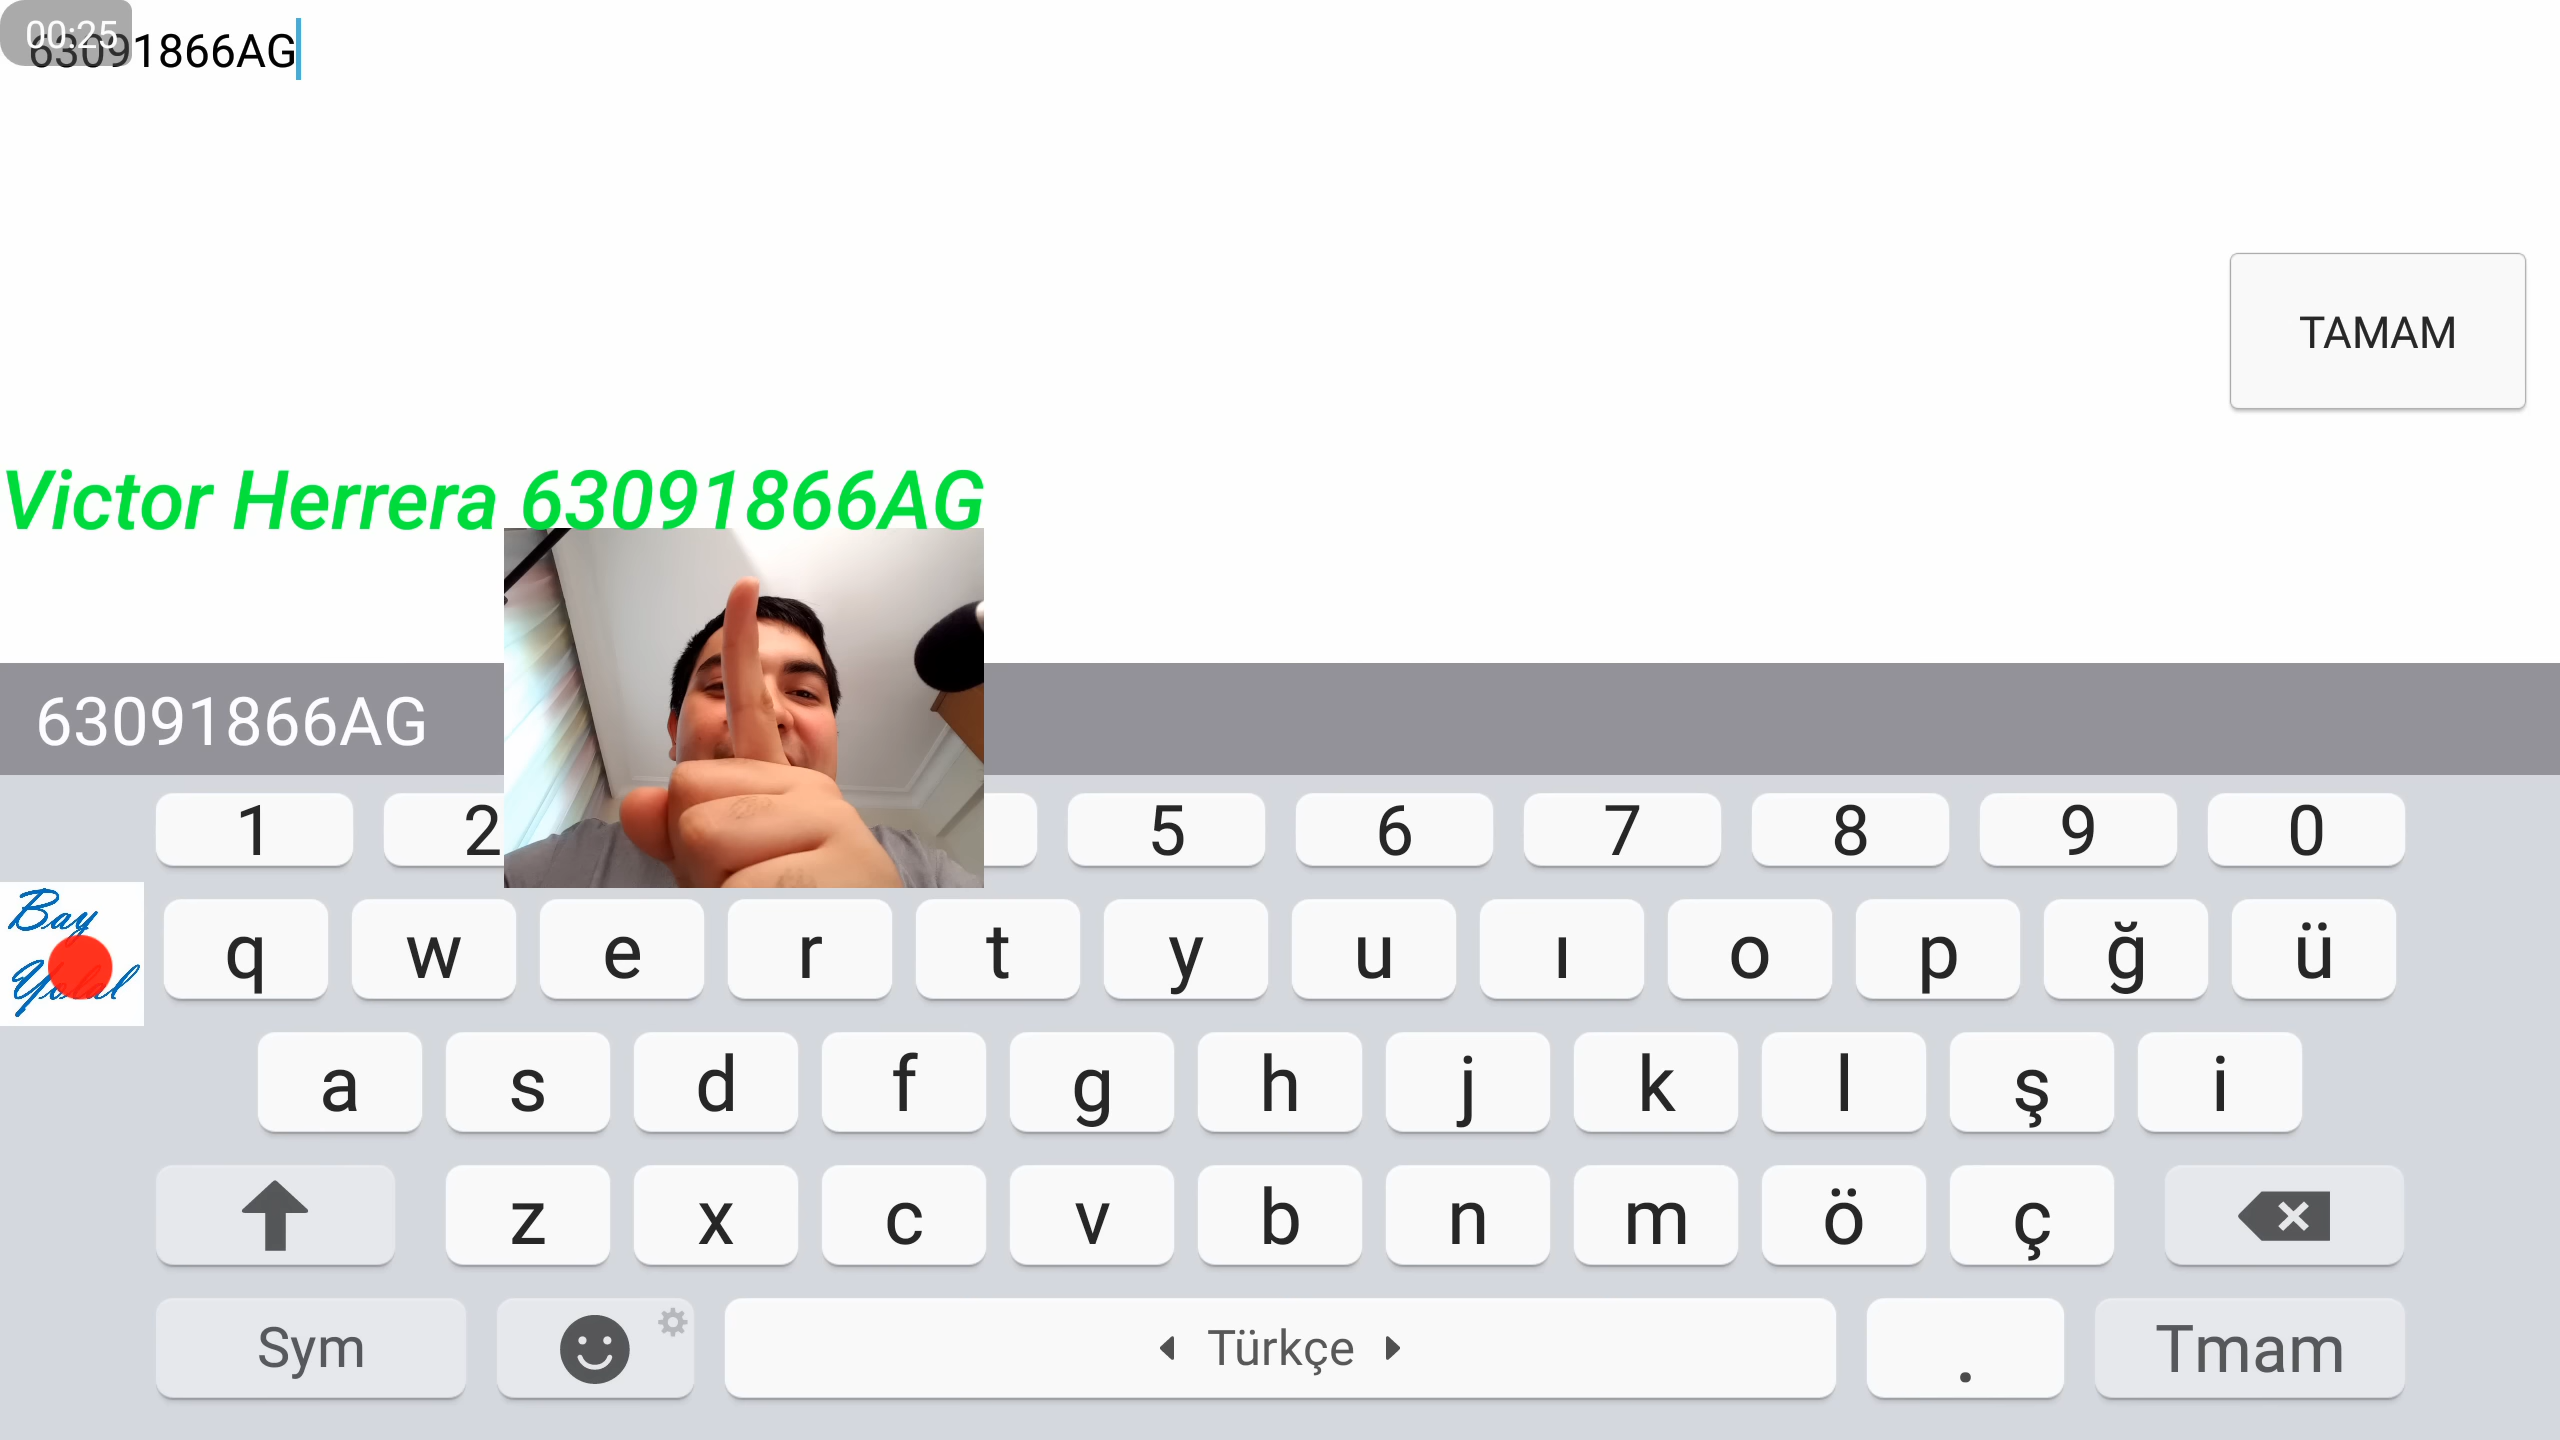 00:25
63091866AG
TAMAM
Victor Herrera 63091866AG
63091866AG
1 2 5 6 7 8 9 0
Bay
Yolal
q w e r t y u ı o p ğ ü
a s d f g h j k l ş i
z x c v b n m ö ç
Sym Türkçe . Tmam